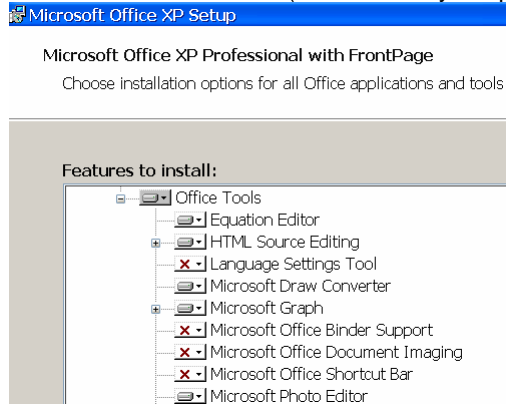 Microsoft Office XP Setup
Microsoft Office XP Professional with FrontPage
Choose installation options for all Office applications and tools
Features to install:
Office Tools
Equation Editor
HTML Source Editing
Language Settings Tool
Microsoft Draw Converter
Microsoft Graph
Microsoft Office Binder Support
Microsoft Office Document Imaging
Microsoft Office Shortcut Bar
Microsoft Photo Editor